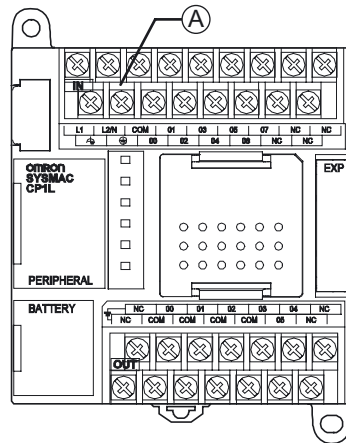 A
IN
L1 L2/N COM 01 03 05 07 NC NC
00 02 04 06 NC NC
OMRON
SYSMAC
CP1L
EXP
PERIPHERAL
BATTERY
NC 00 01 02 03 04 NC
NC COM COM COM COM 05 NC
OUT